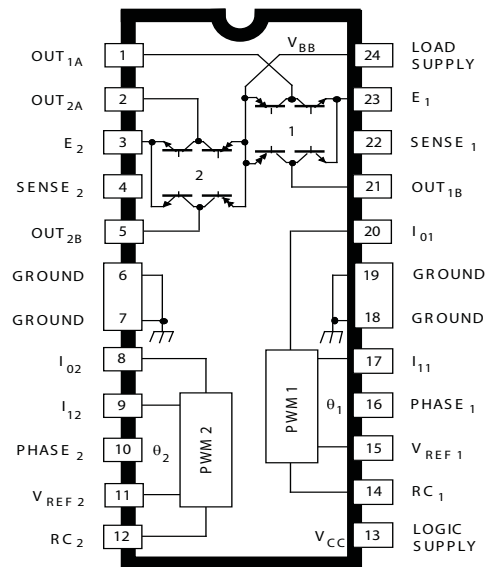 OUT1A 1 VBB 24 LOAD SUPPLY
OUT2A 2 23 E1
E2 3 1 22 SENSE1
SENSE2 4 2 21 OUT1B
OUT2B 5 20 I01
GROUND 6 19 GROUND
GROUND 7 18 GROUND
I02 8 17 I11
I12 9 PWM 2 PWM 1 θ1 16 PHASE1
PHASE2 10 θ2 15 VREF1
VREF2 11 14 RC1
RC2 12 VCC 13 LOGIC SUPPLY